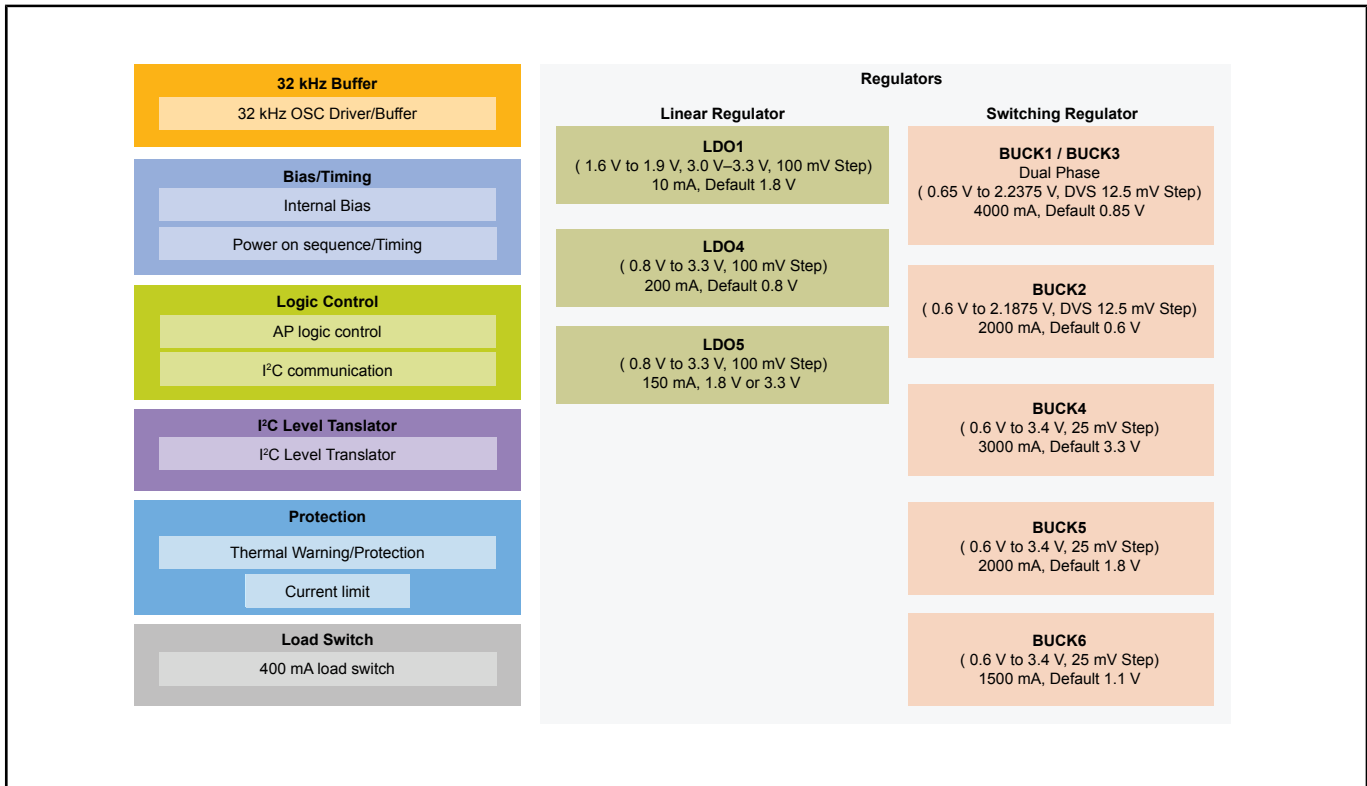 32 kHz Buffer
32 kHz OSC Driver/Buffer
Bias/Timing
Internal Bias
Power on sequence/Timing
Logic Control
AP logic control
I²C communication
I²C Level Tanslator
I²C Level Translator
Protection
Thermal Warning/Protection
Current limit
Load Switch
400 mA load switch
Regulators
Linear Regulator
LDO1
( 1.6 V to 1.9 V, 3.0 V–3.3 V, 100 mV Step)
10 mA, Default 1.8 V
LDO4
( 0.8 V to 3.3 V, 100 mV Step)
200 mA, Default 0.8 V
LDO5
( 0.8 V to 3.3 V, 100 mV Step)
150 mA, 1.8 V or 3.3 V
Switching Regulator
BUCK1 / BUCK3
Dual Phase
( 0.65 V to 2.2375 V, DVS 12.5 mV Step)
4000 mA, Default 0.85 V
BUCK2
( 0.6 V to 2.1875 V, DVS 12.5 mV Step)
2000 mA, Default 0.6 V
BUCK4
( 0.6 V to 3.4 V, 25 mV Step)
3000 mA, Default 3.3 V
BUCK5
( 0.6 V to 3.4 V, 25 mV Step)
2000 mA, Default 1.8 V
BUCK6
( 0.6 V to 3.4 V, 25 mV Step)
1500 mA, Default 1.1 V